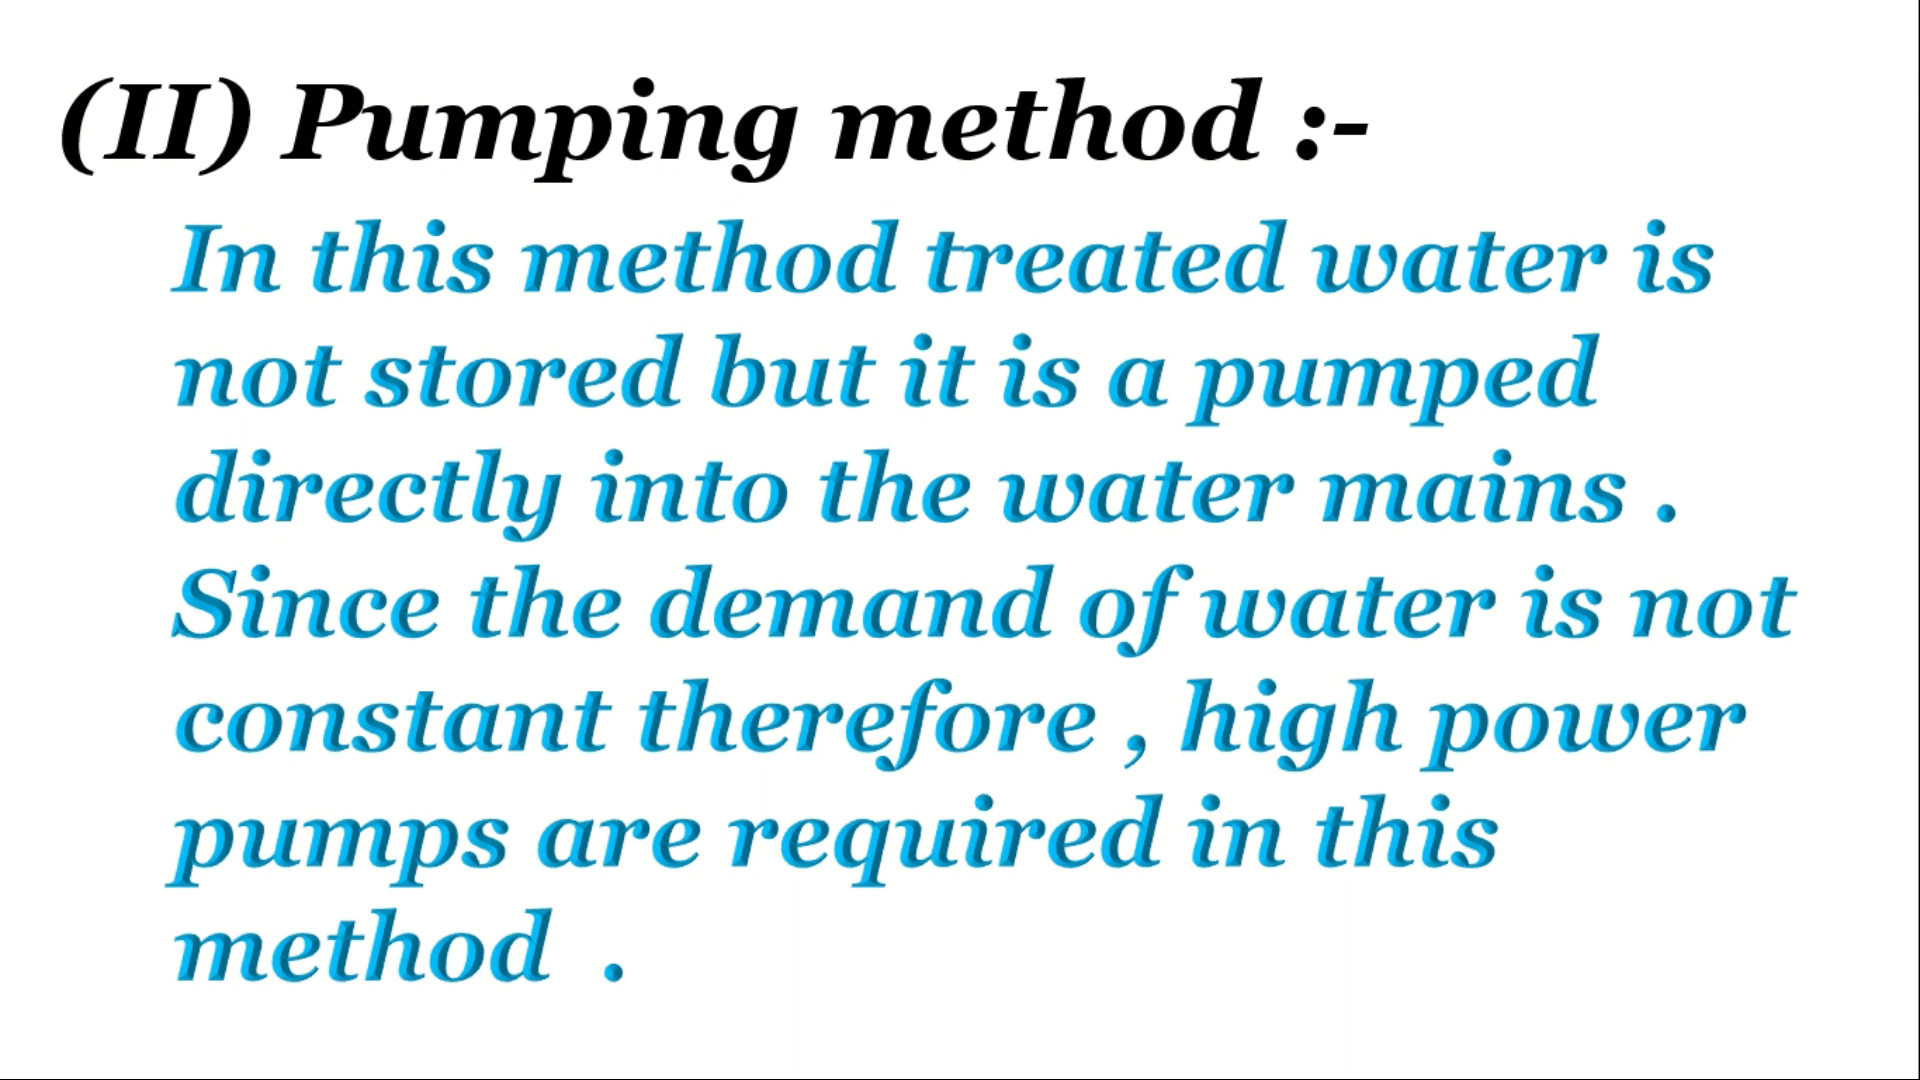 (II) Pumping method :-
In this method treated water is
not stored but it is a pumped
directly into the water mains .
Since the demand of water is not
constant therefore , high power
pumps are required in this
method .